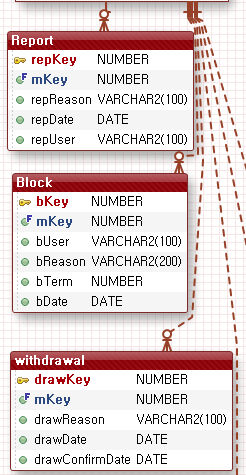 Report
repKey NUMBER
mKey NUMBER
repReason VARCHAR2(100)
repDate DATE
repUser VARCHAR2(100)
Block
bKey NUMBER
mKey NUMBER
bUser VARCHAR2(100)
bReason VARCHAR2(200)
bTerm NUMBER
bDate DATE
withdrawal
drawKey NUMBER
mKey NUMBER
drawReason VARCHAR2(100)
drawDate DATE
drawConfirmDate DATE